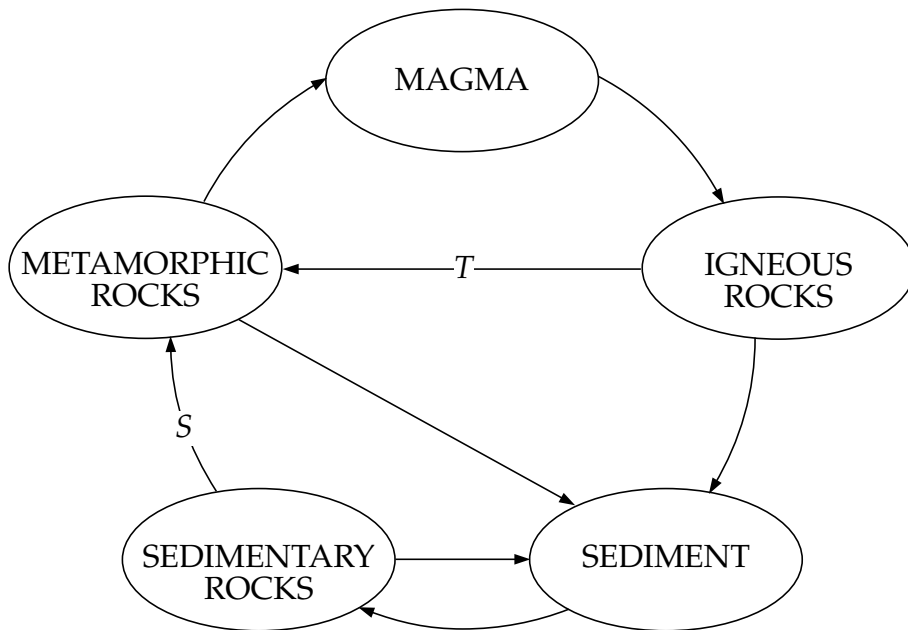 MAGMA
METAMORPHIC
ROCKS
T
IGNEOUS
ROCKS
S
SEDIMENTARY
ROCKS
SEDIMENT